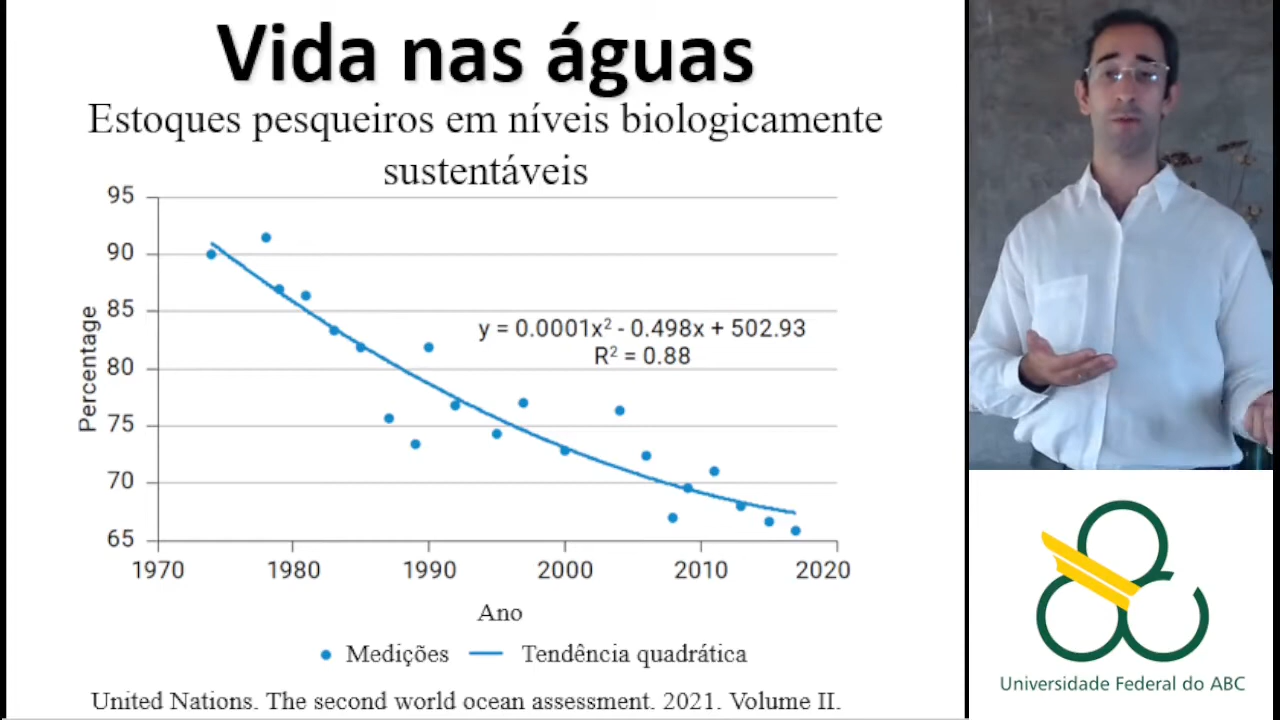 Vida nas águas
Estoques pesqueiros em níveis biologicamente
sustentáveis
95
90
85
80
75
70
65
Percentage
y = 0.0001x² - 0.498x + 502.93
R² = 0.88
1970 1980 1990 2000 2010 2020
Ano
Medições Tendência quadrática
United Nations. The second world ocean assessment. 2021. Volume II.
Universidade Federal do ABC